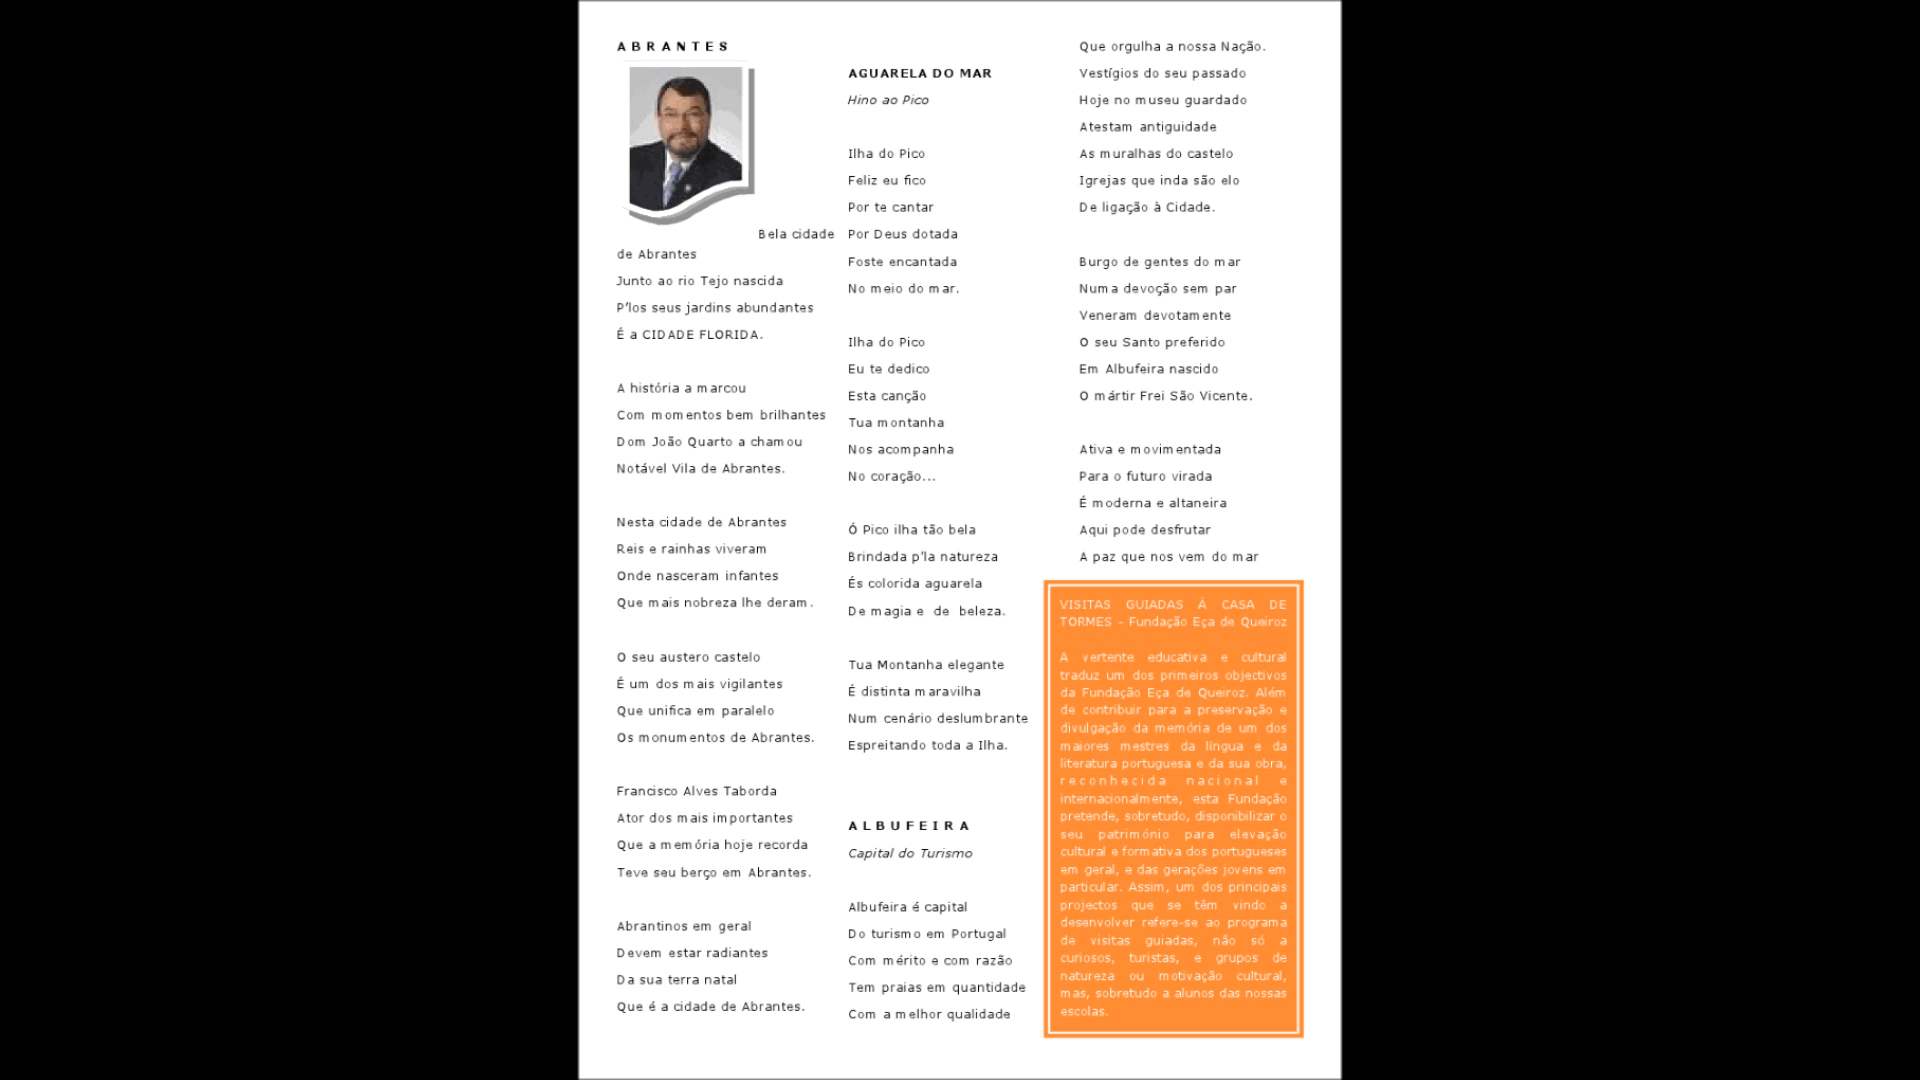 ABRANTES
Bela cidade
de Abrantes
Junto ao rio Tejo nascida
P'los seus jardins abundantes
É a CIDADE FLORIDA.
A história a marcou
Com momentos bem brilhantes
Dom João Quarto a chamou
Notável Vila de Abrantes.
Nesta cidade de Abrantes
Reis e rainhas viveram
Onde nasceram infantes
Que mais nobreza lhe deram.
O seu austero castelo
É um dos mais vigilantes
Que unifica em paralelo
Os monumentos de Abrantes.
Francisco Alves Taborda
Ator dos mais importantes
Que a memória hoje recorda
Teve seu berço em Abrantes.
Abrantinos em geral
Devem estar radiantes
Da sua terra natal
Que é a cidade de Abrantes.
AGUARELA DO MAR
Hino ao Pico
Ilha do Pico
Feliz eu fico
Por te cantar
Por Deus dotada
Foste encantada
No meio do mar.
Ilha do Pico
Eu te dedico
Esta canção
Tua montanha
Nos acompanha
No coração...
Ó Pico ilha tão bela
Brindada p'la natureza
És colorida aguarela
De magia e de beleza.
Tua Montanha elegante
É distinta maravilha
Num cenário deslumbrante
Espreitando toda a Ilha.
ALBUFEIRA
Capital do Turismo
Albufeira é capital
Do turismo em Portugal
Com mérito e com razão
Tem praias em quantidade
Com a melhor qualidade
Que orgulha a nossa Nação.
Vestígios do seu passado
Hoje no museu guardado
Atestam antiguidade
As muralhas do castelo
Igrejas que inda são elo
De ligação à Cidade.
Burgo de gentes do mar
Numa devoção sem par
Veneram devotamente
O seu Santo preferido
Em Albufeira nascido
O mártir Frei São Vicente.
Ativa e movimentada
Para o futuro virada
É moderna e altaneira
Aqui pode desfrutar
A paz que nos vem do mar
VISITAS GUIADAS À CASA DE
TORMES - Fundação Eça de Queiroz
A vertente educativa e cultural
traduz um dos primeiros objectivos
da Fundação Eça de Queiroz. Além
de contribuir para a preservação e
divulgação da memória de um dos
maiores mestres da língua e da
literatura portuguesa e da sua obra,
reconhecida nacional e
internacionalmente, esta Fundação
pretende, sobretudo, disponibilizar o
seu património para elevação
cultural e formativa dos portugueses
em geral, e das gerações jovens em
particular. Assim, um dos principais
projectos que se têm vindo a
desenvolver refere-se ao programa
de visitas guiadas, não só a
curiosos, turistas, e grupos de
natureza ou motivação cultural,
mas, sobretudo a alunos das nossas
escolas.